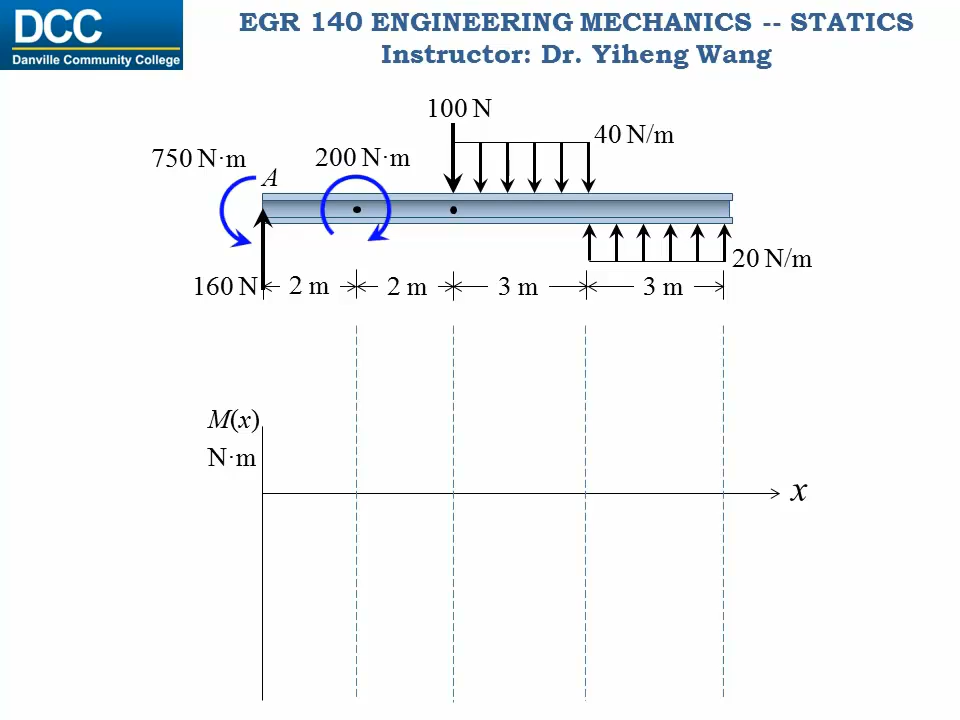 DCC
Danville Community College
EGR 140 ENGINEERING MECHANICS -- STATICS
Instructor: Dr. Yiheng Wang
100 N
40 N/m
750 N·m
200 N·m
A
20 N/m
160 N
2 m
2 m
3 m
3 m
M(x)
N·m
x